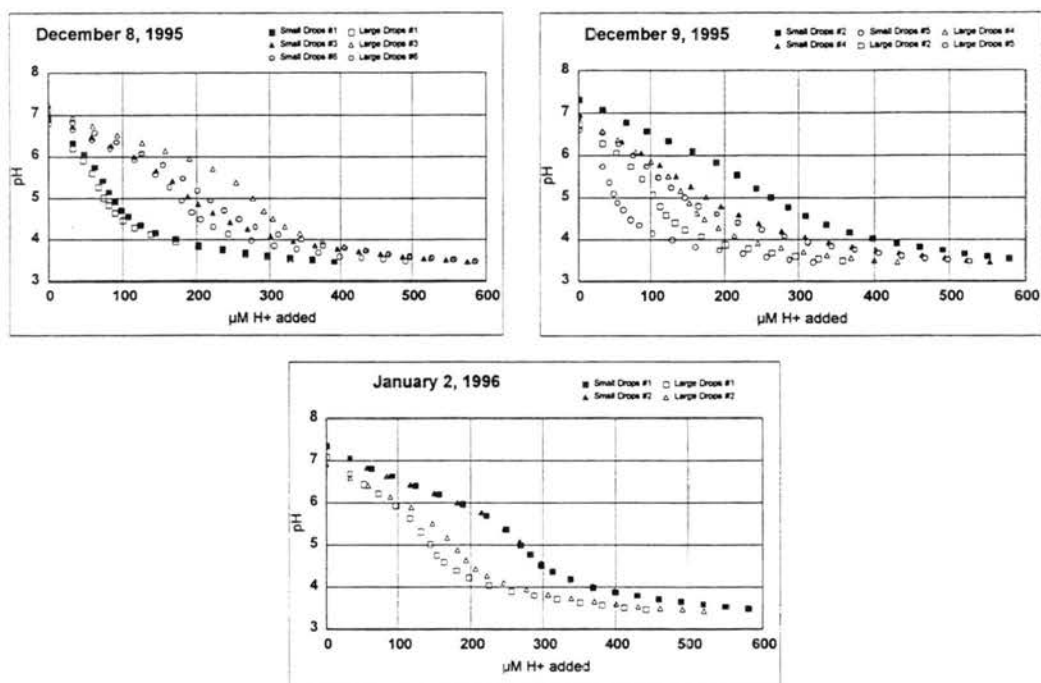 December 8, 1995
■ Small Drops #1 □ Large Drops #1
▲ Small Drops #3 △ Large Drops #3
○ Small Drops #6 ○ Large Drops #6
8
7
6
5
4
3
pH
0 100 200 300 400 500 600
µM H+ added
December 9, 1995
■ Small Drops #2 ○ Small Drops #5 △ Large Drops #4
▲ Small Drops #4 □ Large Drops #2 ○ Large Drops #5
8
7
6
5
4
3
pH
0 100 200 300 400 500 600
µM H+ added
January 2, 1996
■ Small Drops #1 □ Large Drops #1
▲ Small Drops #2 △ Large Drops #2
8
7
6
5
4
3
pH
0 100 200 300 400 500 600
µM H+ added